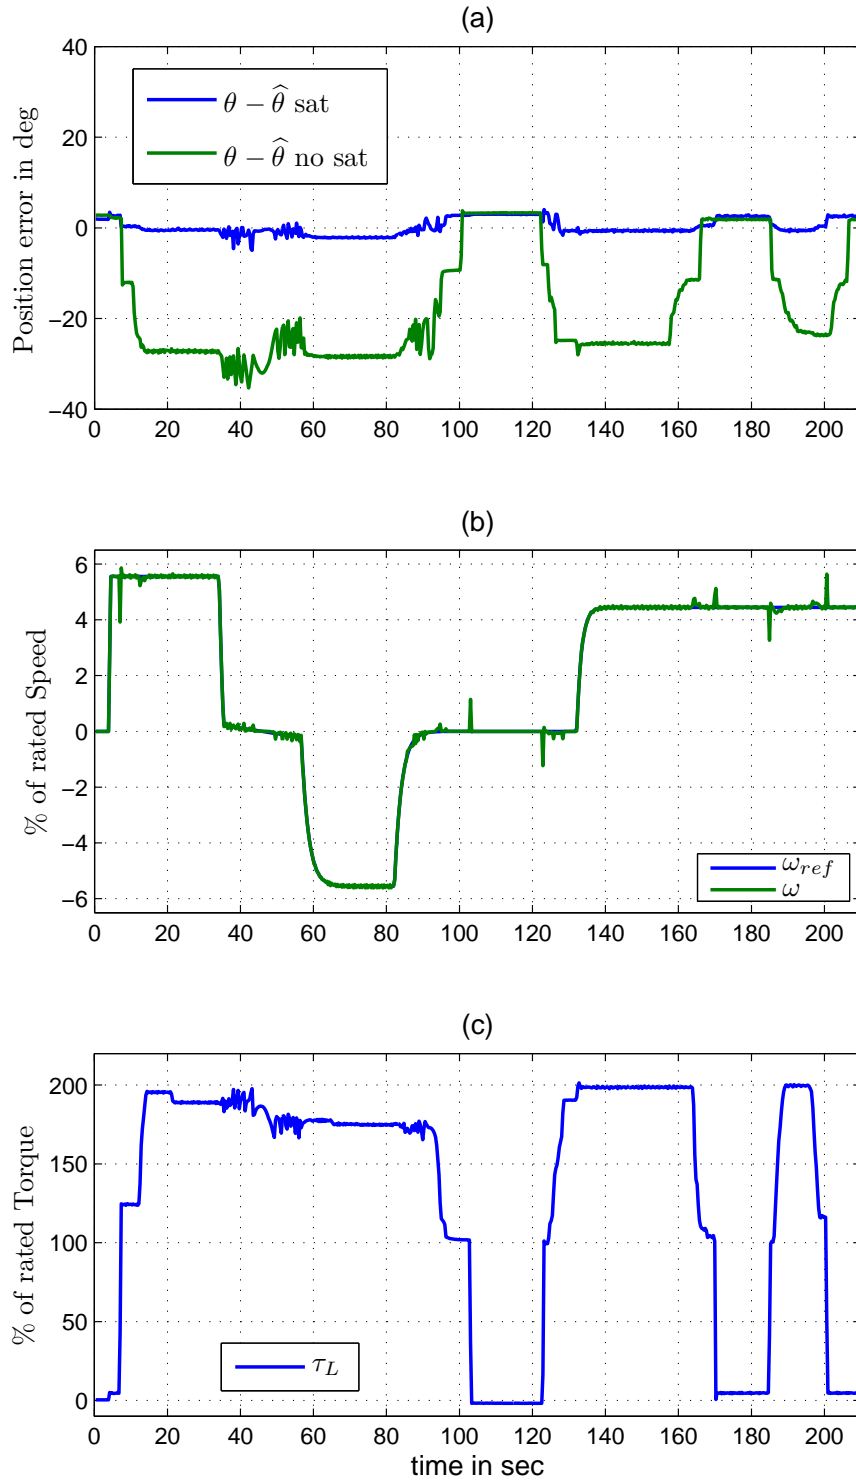 (a)
Position error in deg
40
20
0
−20
−40
θ − θ̂ sat
θ − θ̂ no sat
0 20 40 60 80 100 120 140 160 180 200
(b)
% of rated Speed
6
4
2
0
−2
−4
−6
ω_ref
ω
0 20 40 60 80 100 120 140 160 180 200
(c)
% of rated Torque
200
150
100
50
0
τ_L
0 20 40 60 80 100 120 140 160 180 200
time in sec